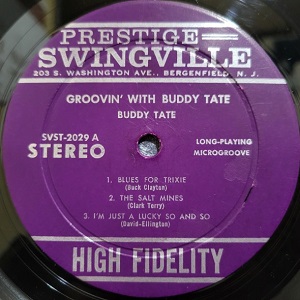 PRESTIGE
SWINGVILLE
203 S. WASHINGTON AVE., BERGENFIELD, N. J.
GROOVIN' WITH BUDDY TATE
BUDDY TATE
SVST-2029 A
STEREO
LONG-PLAYING
MICROGROOVE
1. BLUES FOR TRIXIE
(Buck Clayton)
2. THE SALT MINES
(Clark Terry)
3. I'M JUST A LUCKY SO AND SO
(David-Ellington)
HIGH FIDELITY